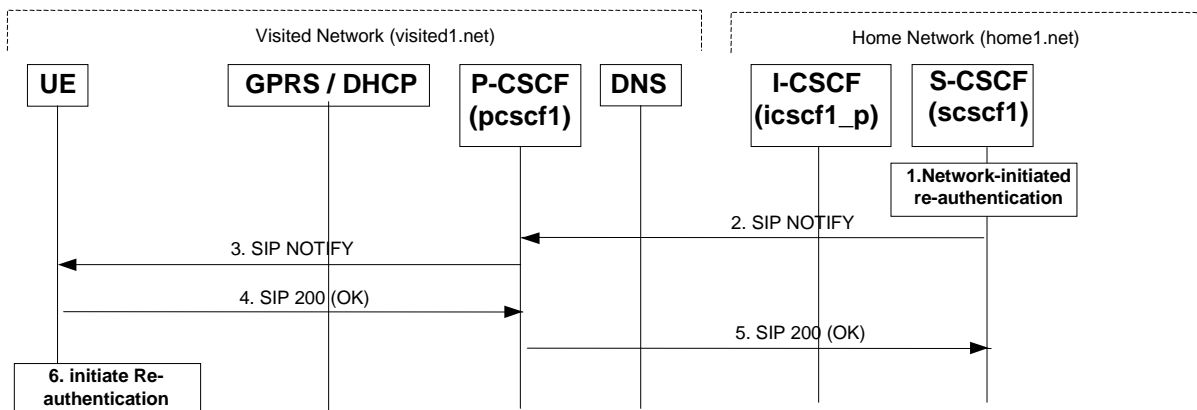 Visited Network (visited1.net)
Home Network (home1.net)
UE
GPRS / DHCP
P-CSCF
(pcscf1)
DNS
I-CSCF
(icscf1_p)
S-CSCF
(scscf1)
1.Network-initiated
re-authentication
2. SIP NOTIFY
3. SIP NOTIFY
4. SIP 200 (OK)
5. SIP 200 (OK)
6. initiate Re-
authentication